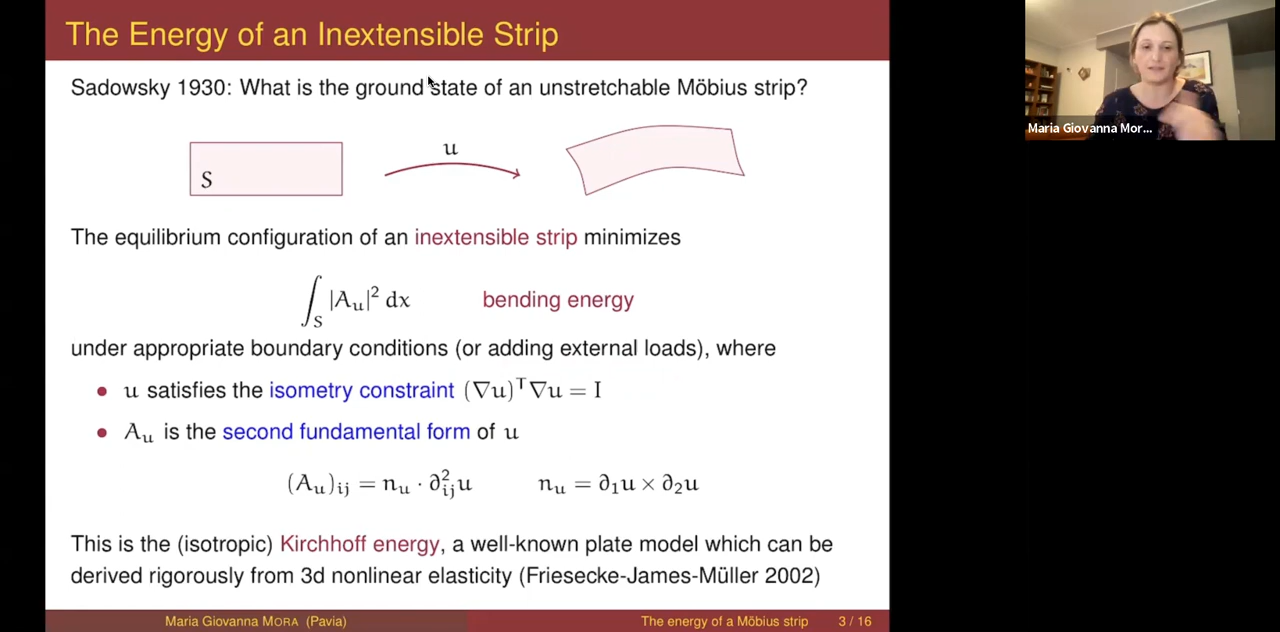 The Energy of an Inextensible Strip
Sadowsky 1930: What is the ground state of an unstretchable Möbius strip?
S
u
The equilibrium configuration of an inextensible strip minimizes
∫_S |A_u|² dx bending energy
under appropriate boundary conditions (or adding external loads), where
• u satisfies the isometry constraint (∇u)ᵀ∇u = I
• A_u is the second fundamental form of u
(A_u)_ij = n_u · ∂²_ij u n_u = ∂₁u × ∂₂u
This is the (isotropic) Kirchhoff energy, a well-known plate model which can be
derived rigorously from 3d nonlinear elasticity (Friesecke-James-Müller 2002)
Maria Giovanna MORA (Pavia) The energy of a Möbius strip 3 / 16
Maria Giovanna Mor...